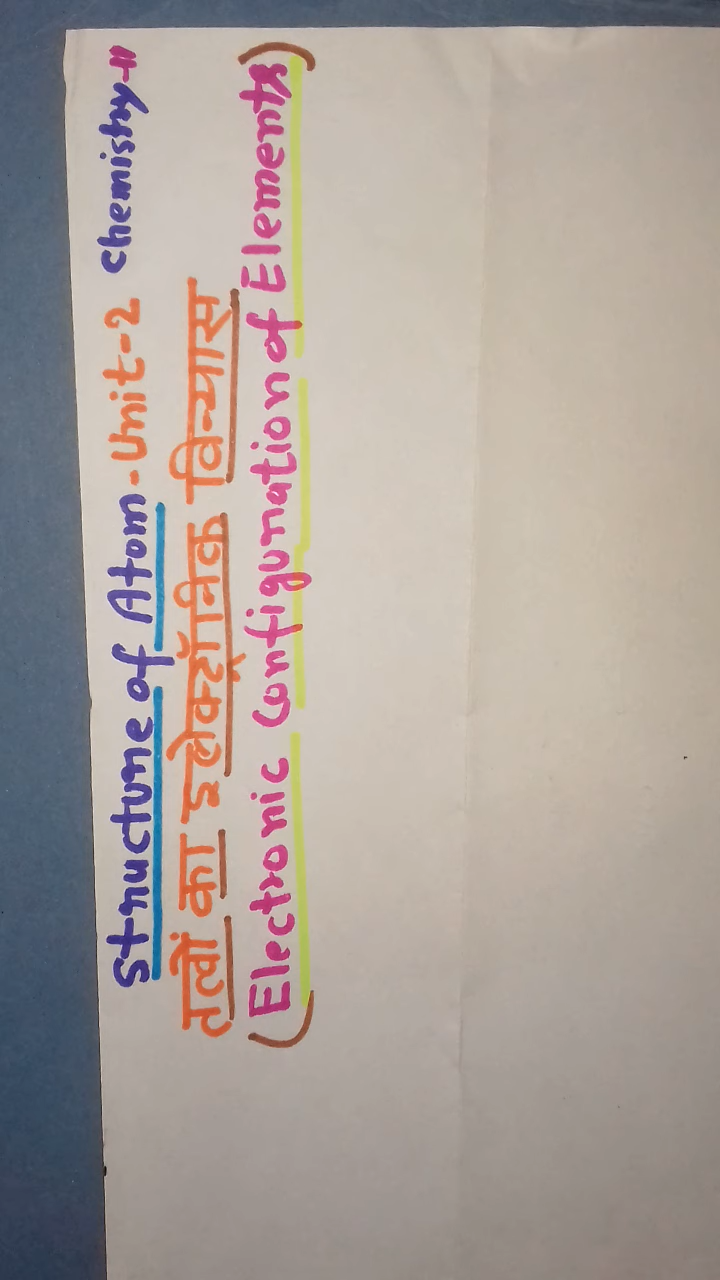 Structure of Atom-Unit-2 Chemistry-11
तत्वों का इलेक्ट्रॉनिक विन्यास
(Electronic Configuration of Elements)